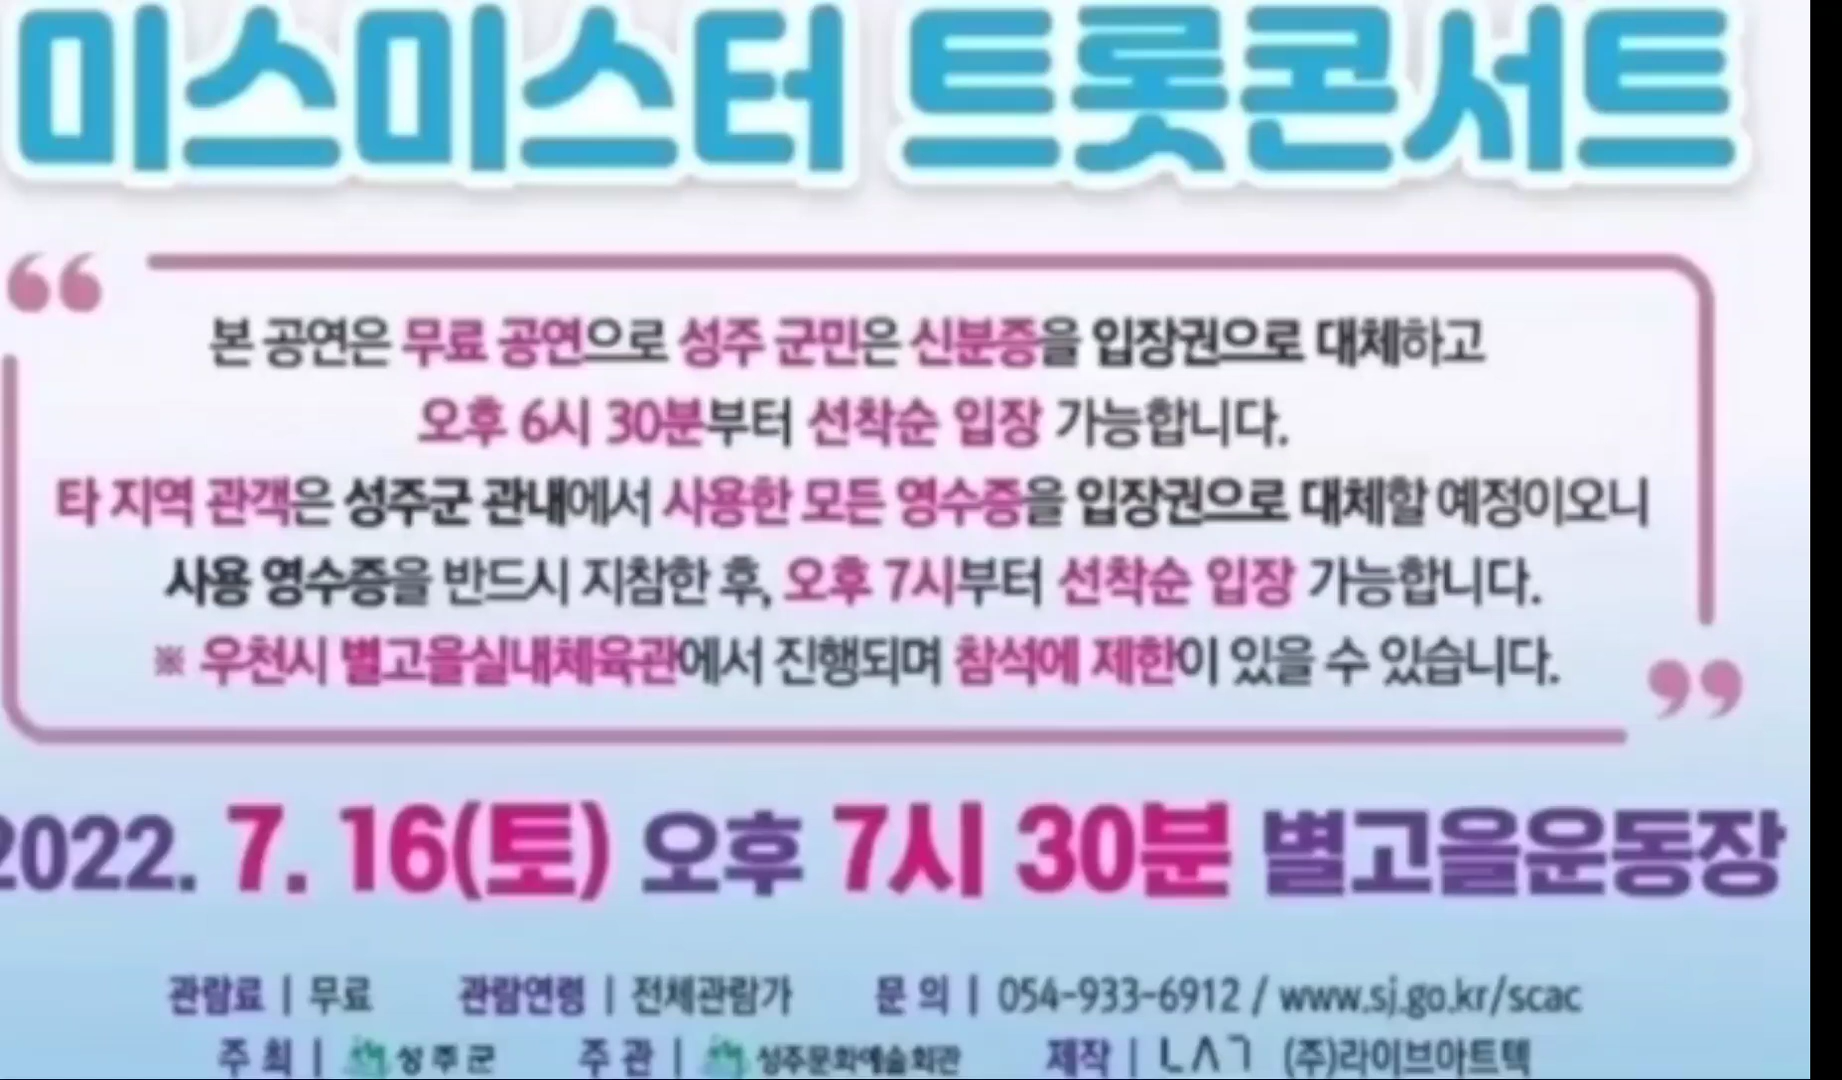 미스미스터 트롯콘서트
“
본 공연은 무료 공연으로 성주 군민은 신분증을 입장권으로 대체하고
오후 6시 30분부터 선착순 입장 가능합니다.
타 지역 관객은 성주군 관내에서 사용한 모든 영수증을 입장권으로 대체할 예정이오니
사용 영수증을 반드시 지참한 후, 오후 7시부터 선착순 입장 가능합니다.
※ 우천시 별고을실내체육관에서 진행되며 참석에 제한이 있을 수 있습니다.
”
2022. 7. 16(토) 오후 7시 30분 별고을운동장
관람료 | 무료 관람연령 | 전체관람가 문 의 | 054-933-6912 / www.sj.go.kr/scac
주 최 | 성주군 주 관 | 성주문화예술회관 제작 | (주)라이브아트텍